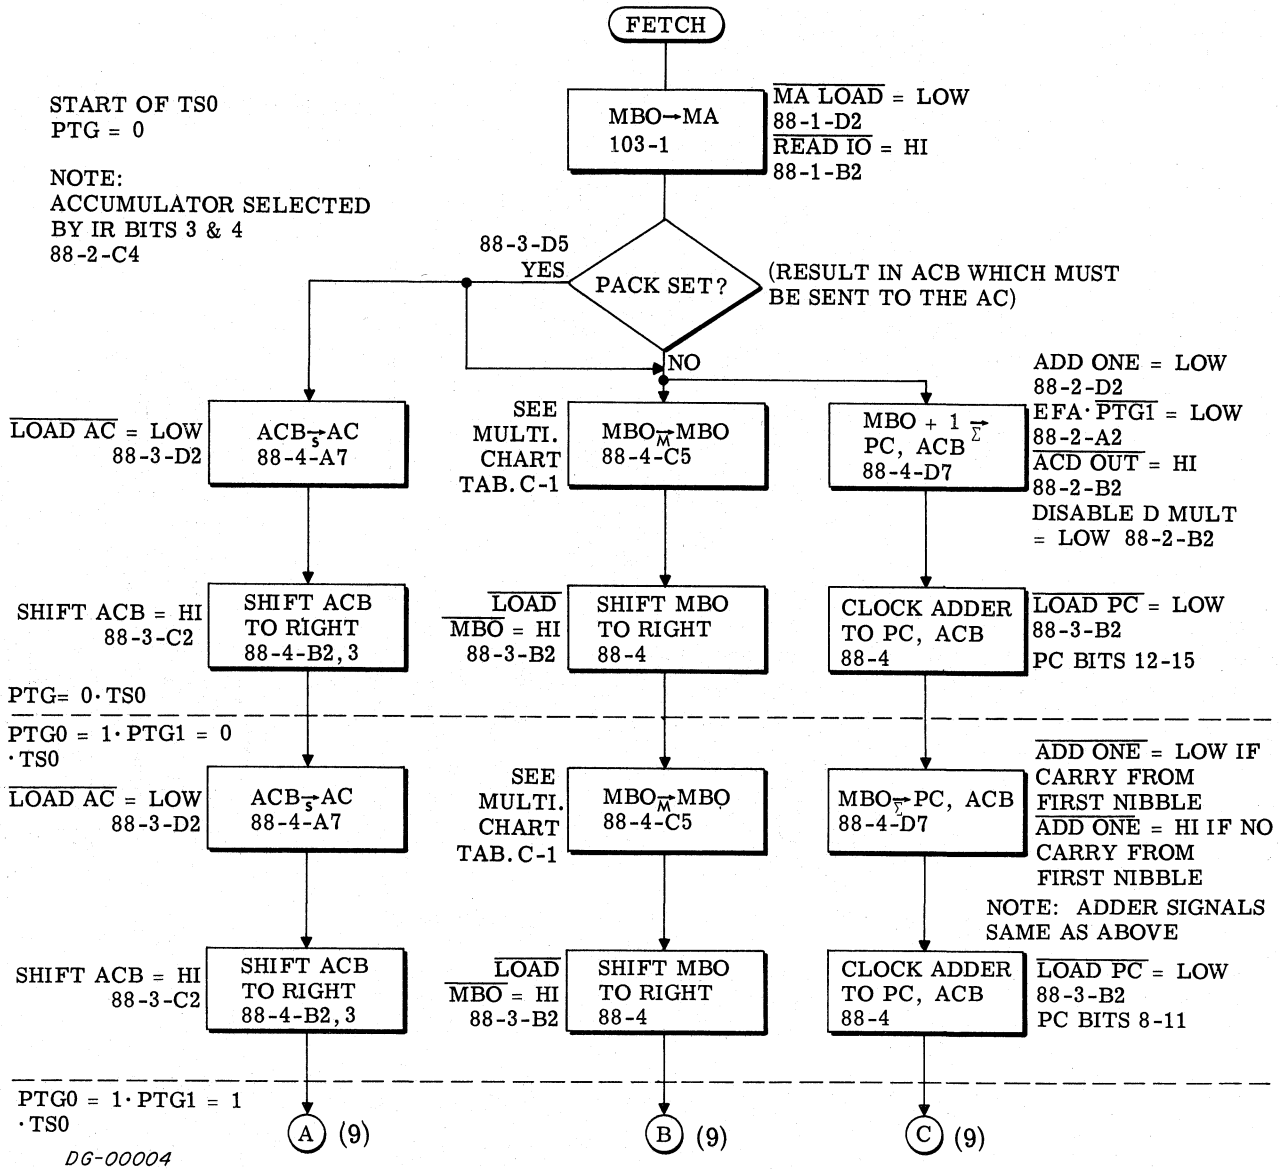 FETCH
START OF TS0
PTG = 0
NOTE:
ACCUMULATOR SELECTED
BY IR BITS 3 & 4
88-2-C4
MBO→MA
103-1
MA LOAD = LOW
88-1-D2
READ IO = HI
88-1-B2
88-3-D5
YES
PACK SET?
(RESULT IN ACB WHICH MUST
BE SENT TO THE AC)
NO
LOAD AC = LOW
88-3-D2
ACB→AC
S
88-4-A7
SEE
MULTI.
CHART
TAB. C-1
MBO→MBO
M
88-4-C5
MBO + 1 →
Σ
PC, ACB
88-4-D7
ADD ONE = LOW
88-2-D2
EFA·PTG1 = LOW
88-2-A2
ACD OUT = HI
88-2-B2
DISABLE D MULT
= LOW 88-2-B2
SHIFT ACB = HI
88-3-C2
SHIFT ACB
TO RIGHT
88-4-B2,3
LOAD
MBO = HI
88-3-B2
SHIFT MBO
TO RIGHT
88-4
CLOCK ADDER
TO PC, ACB
88-4
LOAD PC = LOW
88-3-B2
PC BITS 12-15
PTG= 0·TS0
PTG0 = 1·PTG1 = 0
·TS0
LOAD AC = LOW
88-3-D2
ACB→AC
S
88-4-A7
SEE
MULTI.
CHART
TAB. C-1
MBO→MBO
M
88-4-C5
MBO→PC, ACB
Σ
88-4-D7
ADD ONE = LOW IF
CARRY FROM
FIRST NIBBLE
ADD ONE = HI IF NO
CARRY FROM
FIRST NIBBLE
NOTE: ADDER SIGNALS
SAME AS ABOVE
SHIFT ACB = HI
88-3-C2
SHIFT ACB
TO RIGHT
88-4-B2,3
LOAD
MBO = HI
88-3-B2
SHIFT MBO
TO RIGHT
88-4
CLOCK ADDER
TO PC, ACB
88-4
LOAD PC = LOW
88-3-B2
PC BITS 8-11
PTG0 = 1·PTG1 = 1
·TS0
A (9)
B (9)
C (9)
DG-00004